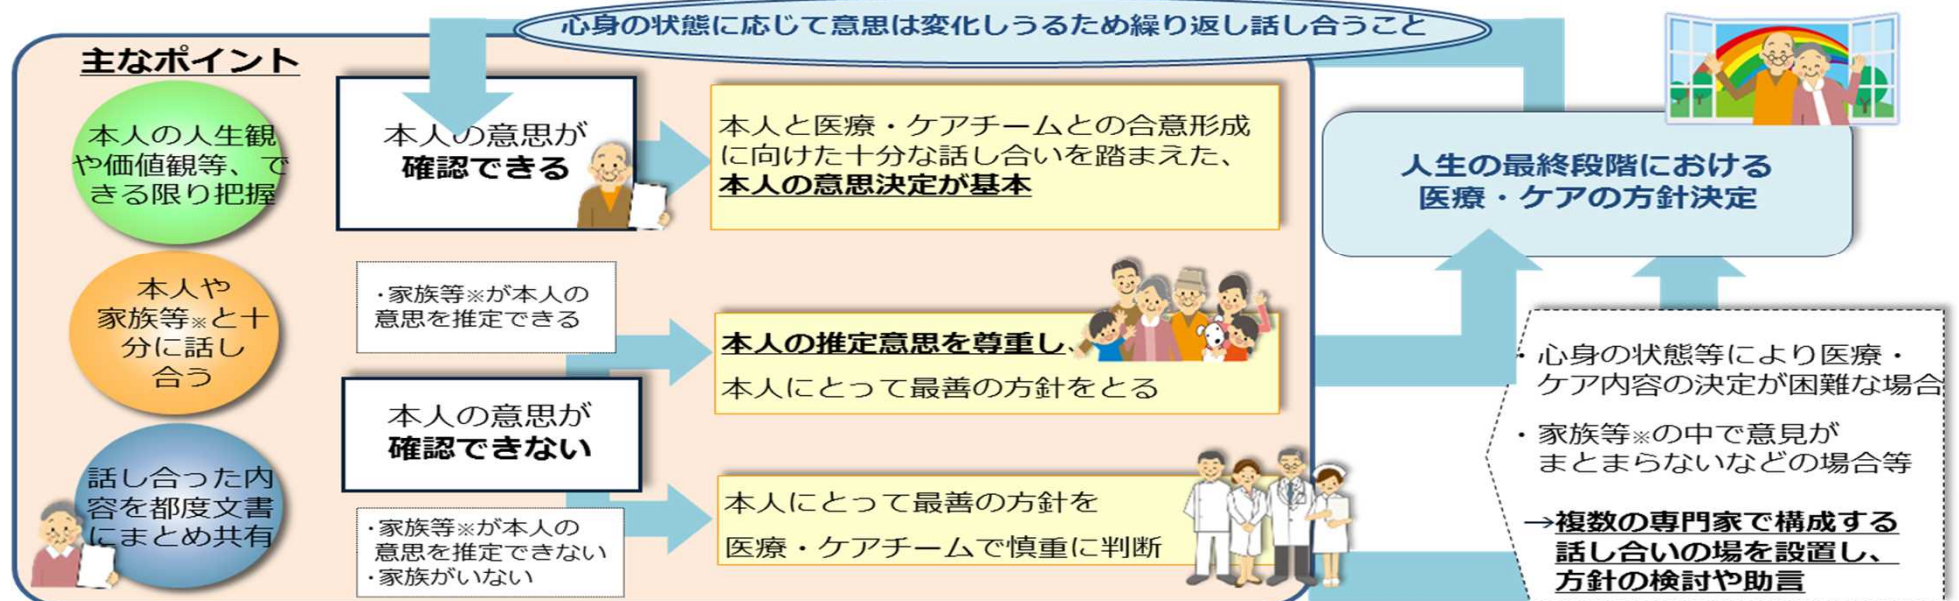 心身の状態に応じて意思は変化しうるため繰り返し話し合うこと
主なポイント
本人の人生観
や価値観等、で
きる限り把握
本人や
家族等※と十
分に話し
合う
話し合った内
容を都度文書
にまとめ共有
本人の意思が
確認できる
本人と医療・ケアチームとの合意形成
に向けた十分な話し合いを踏まえた、
本人の意思決定が基本
・家族等※が本人の
意思を推定できる
本人の推定意思を尊重し、
本人にとって最善の方針をとる
本人の意思が
確認できない
・家族等※が本人の
意思を推定できない
・家族がいない
本人にとって最善の方針を
医療・ケアチームで慎重に判断
人生の最終段階における
医療・ケアの方針決定
・心身の状態等により医療・
ケア内容の決定が困難な場合
・家族等※の中で意見が
まとまらないなどの場合等
→複数の専門家で構成する
話し合いの場を設置し、
方針の検討や助言